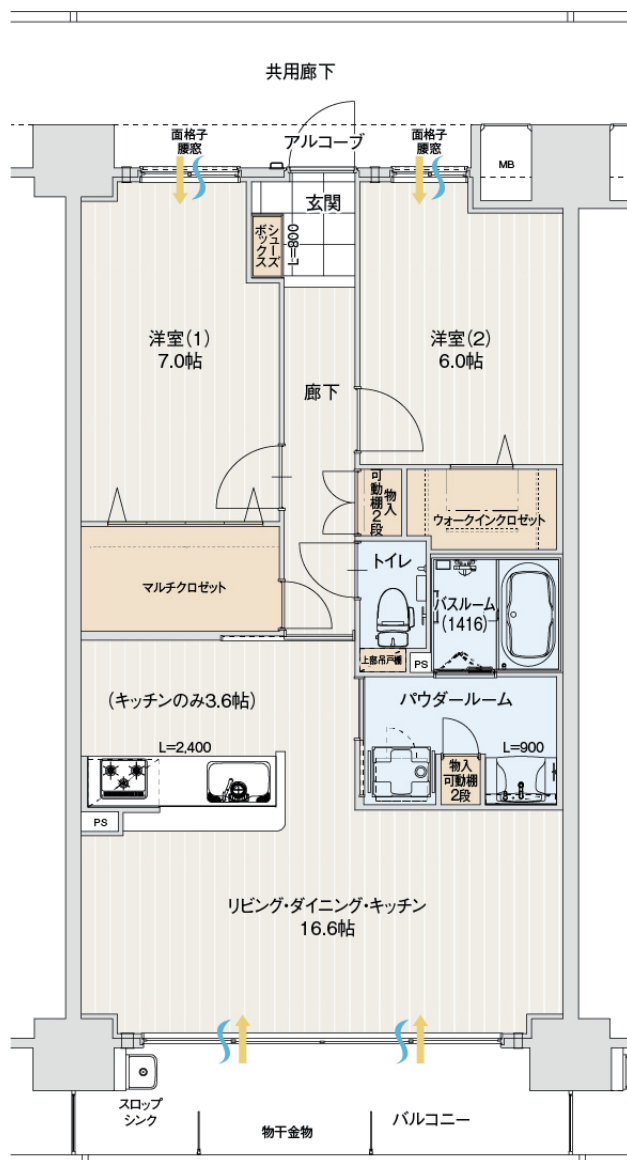 共用廊下
面格子
腰窓
アルコーブ
面格子
腰窓
MB
玄関
シューズ
ボックス
L=800
洋室(1)
7.0帖
洋室(2)
6.0帖
廊下
物入
可動棚2段
ウォークインクロゼット
マルチクロゼット
トイレ
バスルーム
(1416)
上部吊戸棚
PS
(キッチンのみ3.6帖)
パウダールーム
L=2,400
L=900
物入
可動棚
2段
PS
リビング・ダイニング・キッチン
16.6帖
スロップ
シンク
物干金物
バルコニー